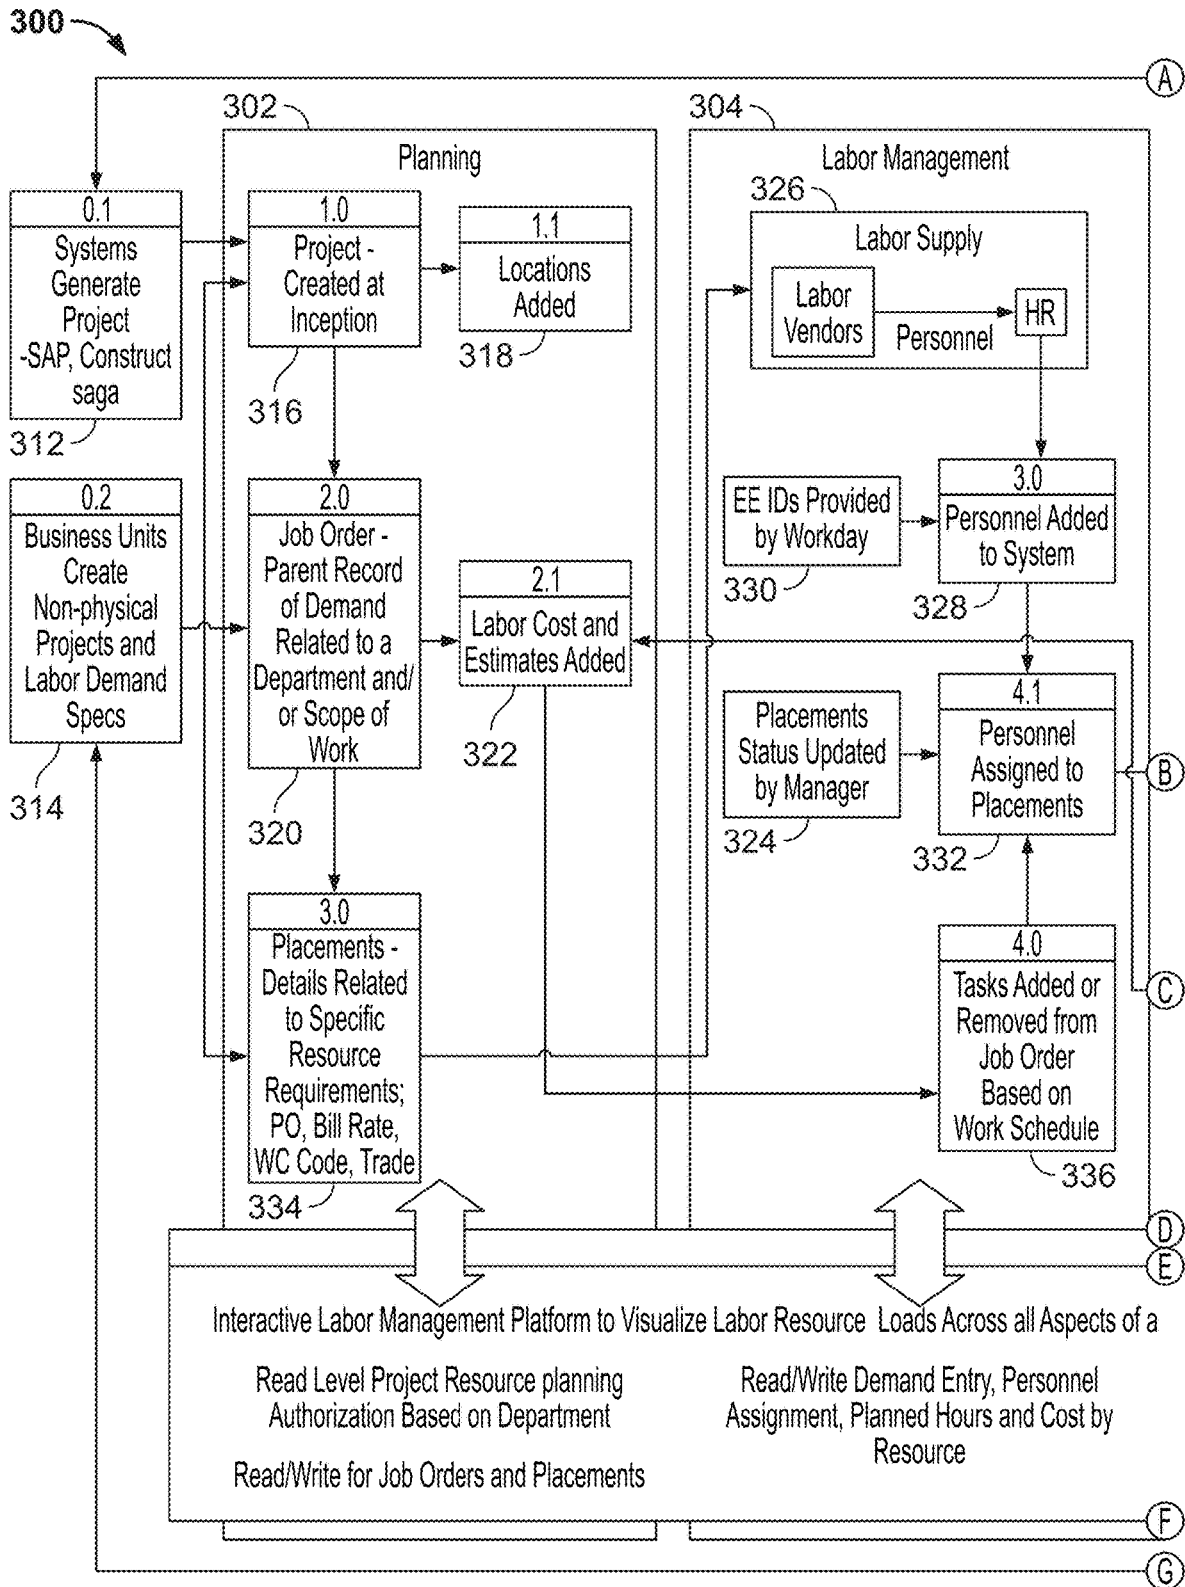 300
A
302
304
Planning
Labor Management
326
0.1
Systems
Generate
Project
-SAP, Construct
saga
312
1.0
Project -
Created at
Inception
316
1.1
Locations
Added
318
Labor Supply
Labor
Vendors
Personnel
HR
0.2
Business Units
Create
Non-physical
Projects and
Labor Demand
Specs
314
2.0
Job Order -
Parent Record
of Demand
Related to a
Department and/
or Scope of
Work
320
2.1
Labor Cost and
Estimates Added
322
EE IDs Provided
by Workday
330
3.0
Personnel Added
to System
328
Placements
Status Updated
by Manager
324
4.1
Personnel
Assigned to
Placements
332
B
3.0
Placements -
Details Related
to Specific
Resource
Requirements;
PO, Bill Rate,
WC Code, Trade
334
4.0
Tasks Added or
Removed from
Job Order
Based on
Work Schedule
336
C
D
E
Interactive Labor Management Platform to Visualize Labor Resource Loads Across all Aspects of a
Read Level Project Resource planning
Authorization Based on Department
Read/Write for Job Orders and Placements
Read/Write Demand Entry, Personnel
Assignment, Planned Hours and Cost by
Resource
F
G